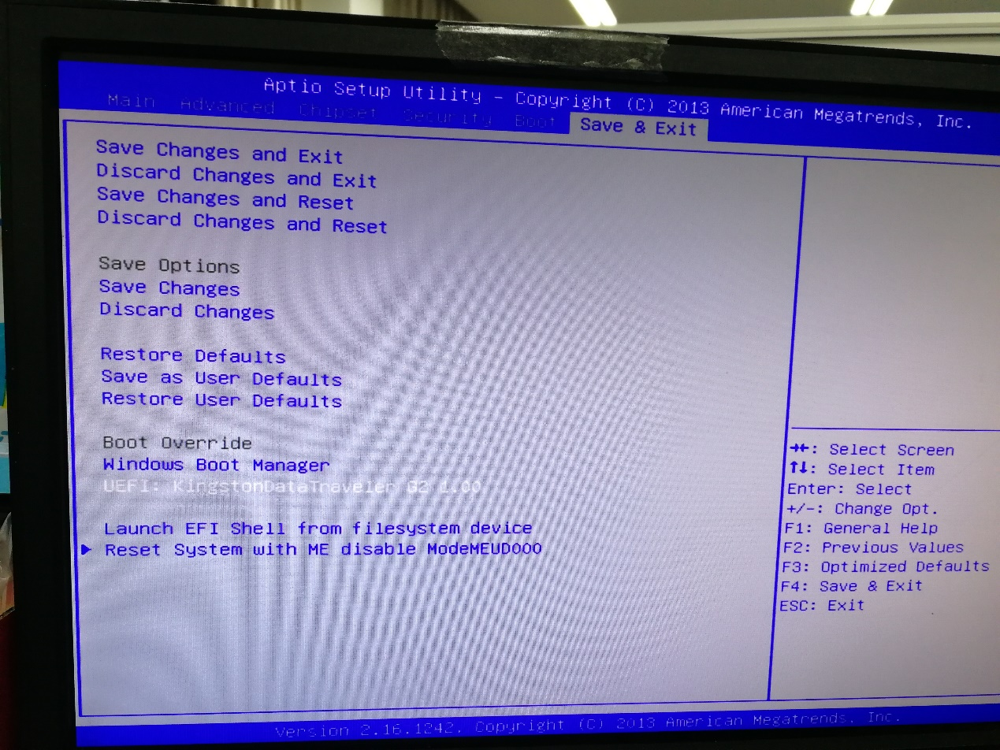 Aptio Setup Utility - Copyright (C) 2013 American Megatrends, Inc.
Main Advanced Chipset Security Boot Save & Exit
Save Changes and Exit
Discard Changes and Exit
Save Changes and Reset
Discard Changes and Reset
Save Options
Save Changes
Discard Changes
Restore Defaults
Save as User Defaults
Restore User Defaults
Boot Override
Windows Boot Manager
UEFI: KingstonDataTraveler G2 1.00
Launch EFI Shell from filesystem device
Reset System with ME disable ModeMEUD000
→←: Select Screen
↑↓: Select Item
Enter: Select
+/-: Change Opt.
F1: General Help
F2: Previous Values
F3: Optimized Defaults
F4: Save & Exit
ESC: Exit
Version 2.16.1242. Copyright (C) 2013 American Megatrends, Inc.